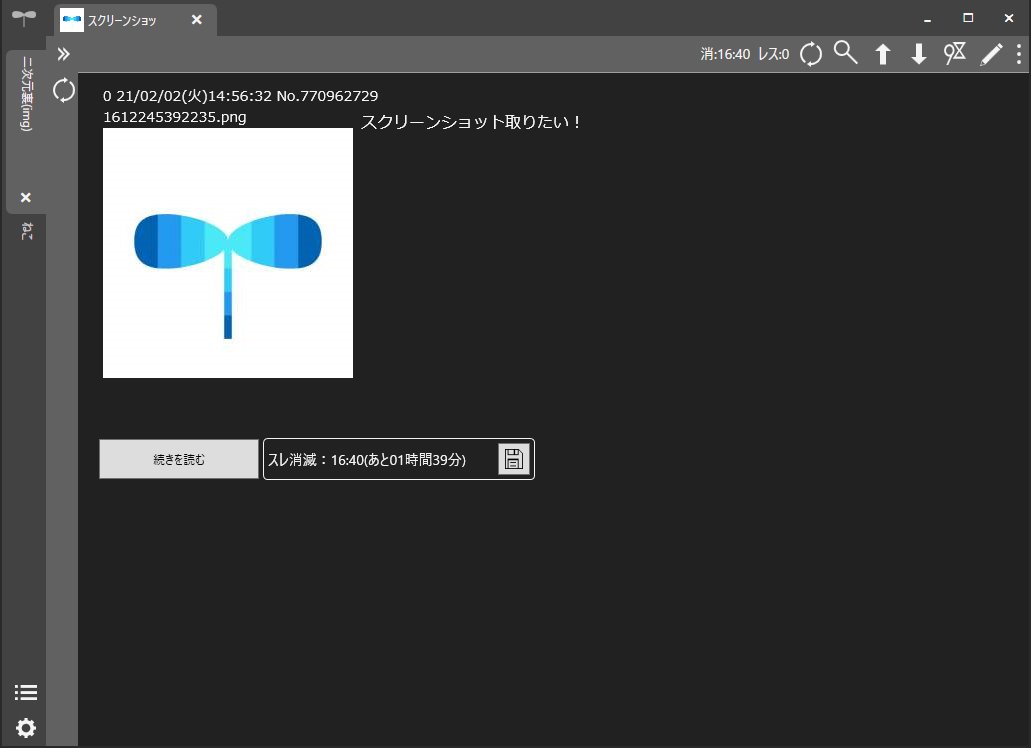 スクリーンショッ
消:16:40 レス:0
二次元裏(img)
ねこ
0 21/02/02(火)14:56:32 No.770962729
1612245392235.png
スクリーンショット取りたい！
続きを読む
スレ消滅：16:40(あと01時間39分)